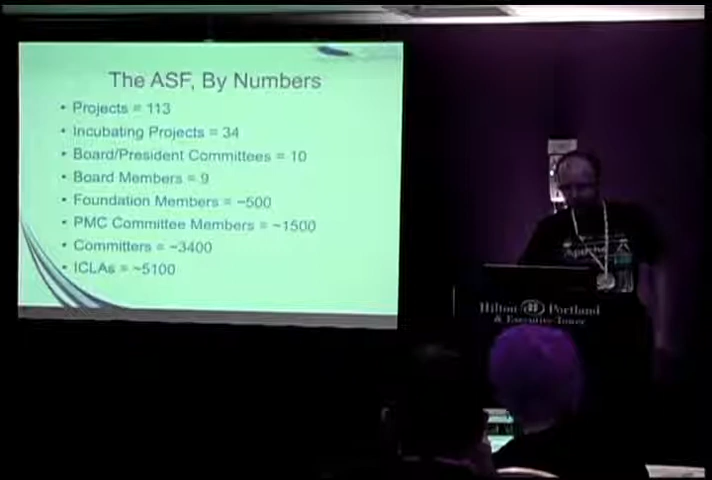 The ASF, By Numbers
• Projects = 113
• Incubating Projects = 34
• Board/President Committees = 10
• Board Members = 9
• Foundation Members = ~500
• PMC Committee Members = ~1500
• Committers = ~3400
• ICLAs = ~5100
Apache
Hilton Portland
& Executive Tower